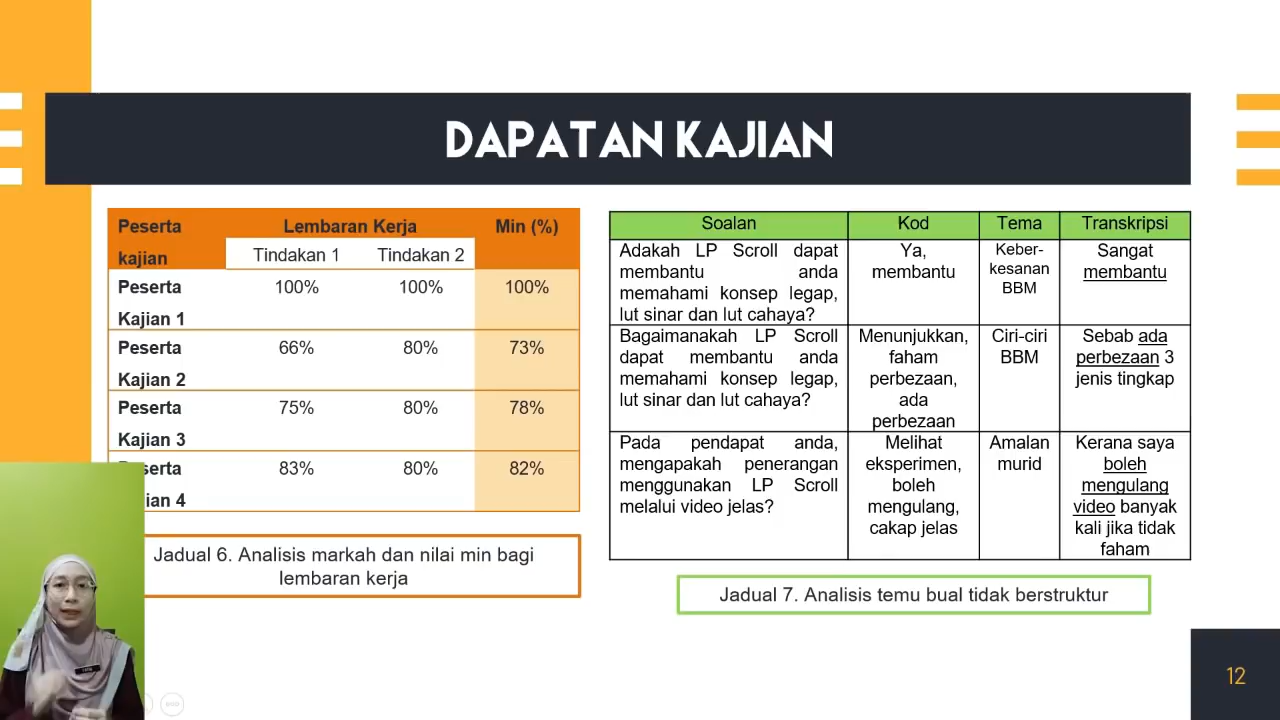 DAPATAN KAJIAN
Peserta kajian
Lembaran Kerja
Min (%)
Tindakan 1
Tindakan 2
Peserta
Kajian 1
100%
100%
100%
Peserta
Kajian 2
66%
80%
73%
Peserta
Kajian 3
75%
80%
78%
serta
ian 4
83%
80%
82%
Jadual 6. Analisis markah dan nilai min bagi
lembaran kerja
Soalan
Kod
Tema
Transkripsi
Adakah LP Scroll dapat
membantu anda
memahami konsep legap,
lut sinar dan lut cahaya?
Ya,
membantu
Keber-
kesanan
BBM
Sangat
membantu
Bagaimanakah LP Scroll
dapat membantu anda
memahami konsep legap,
lut sinar dan lut cahaya?
Menunjukkan,
faham
perbezaan,
ada
perbezaan
Ciri-ciri
BBM
Sebab ada
perbezaan 3
jenis tingkap
Pada pendapat anda,
mengapakah penerangan
menggunakan LP Scroll
melalui video jelas?
Melihat
eksperimen,
boleh
mengulang,
cakap jelas
Amalan
murid
Kerana saya
boleh
mengulang
video banyak
kali jika tidak
faham
Jadual 7. Analisis temu bual tidak berstruktur
12